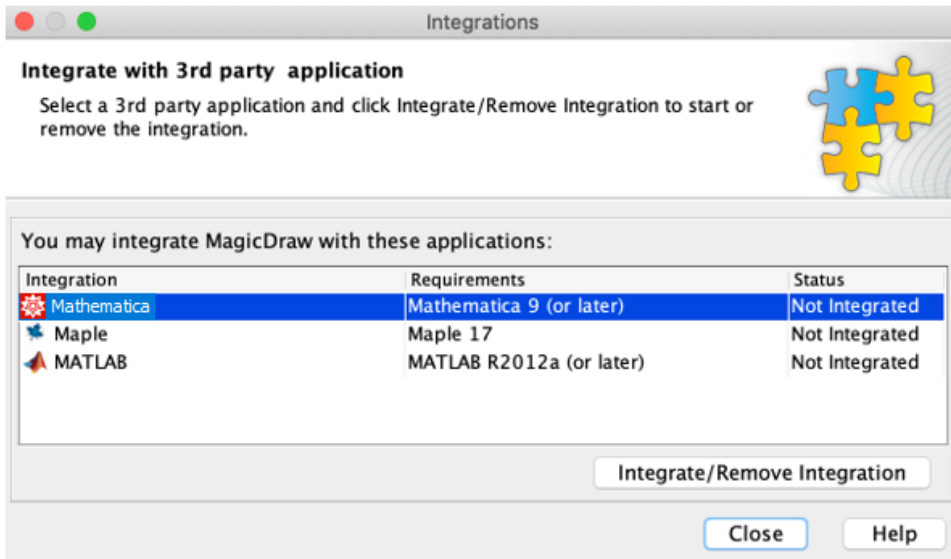 Integrations
Integrate with 3rd party application
Select a 3rd party application and click Integrate/Remove Integration to start or
remove the integration.
You may integrate MagicDraw with these applications:
Integration Requirements Status
Mathematica Mathematica 9 (or later) Not Integrated
Maple Maple 17 Not Integrated
MATLAB MATLAB R2012a (or later) Not Integrated
Integrate/Remove Integration
Close Help